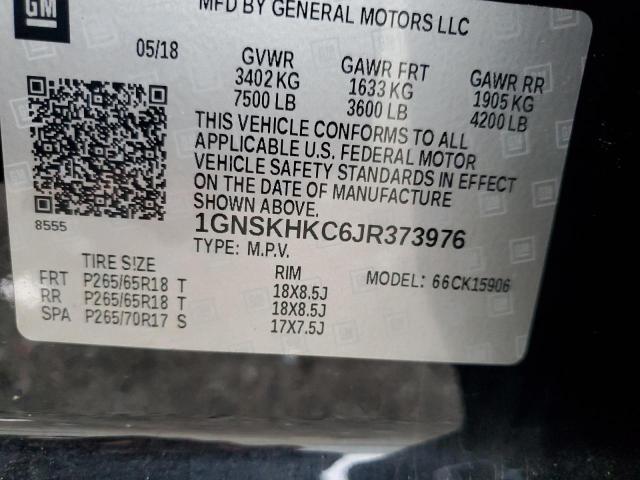 GM
MFD BY GENERAL MOTORS LLC
05/18
GVWR
3402 KG
7500 LB
GAWR FRT
1633 KG
3600 LB
GAWR RR
1905 KG
4200 LB
THIS VEHICLE CONFORMS TO ALL
APPLICABLE U.S. FEDERAL MOTOR
VEHICLE SAFETY STANDARDS IN EFFECT
ON THE DATE OF MANUFACTURE
SHOWN ABOVE.
8555
1GNSKHKC6JR373976
TYPE: M.P.V.
TIRE SIZE
RIM
MODEL: 66CK15906
FRT P265/65R18 T 18X8.5J
RR P265/65R18 T 18X8.5J
SPA P265/70R17 S 17X7.5J